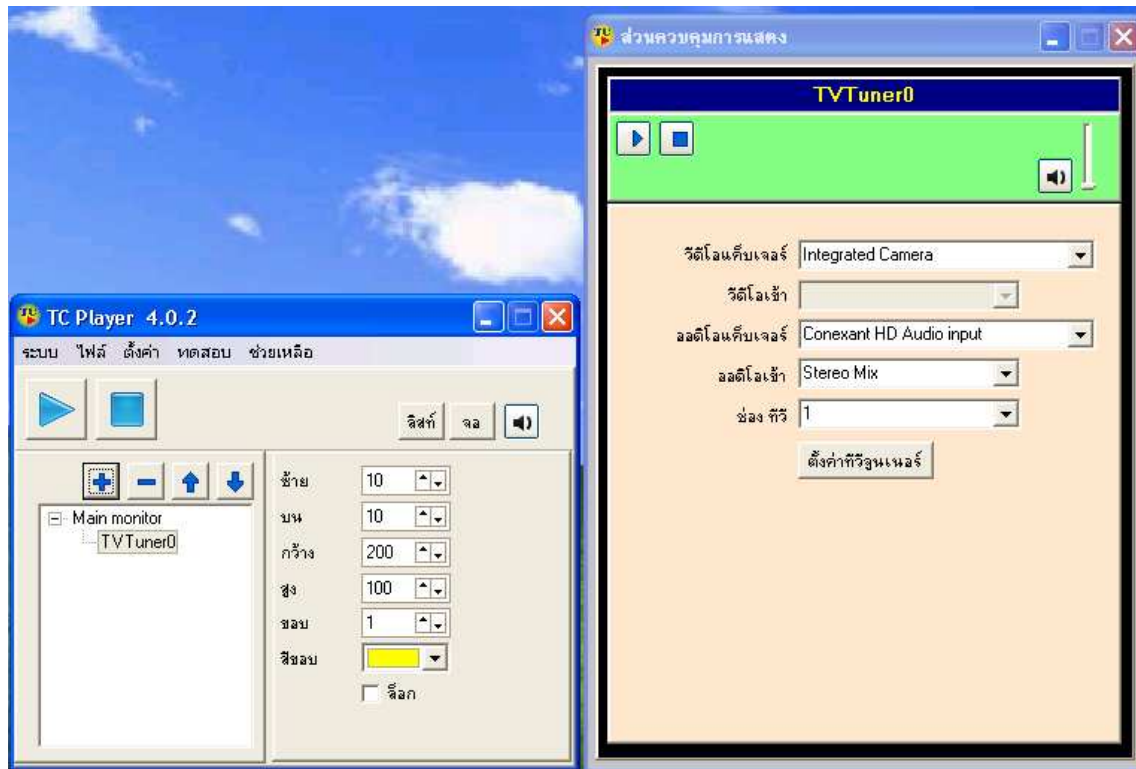 TC Player 4.0.2
ระบบ ไฟล์ ตั้งค่า ทดสอบ ช่วยเหลือ
ลิสท์ จอ
Main monitor
TVTuner0
ซ้าย 10
บน 10
กว้าง 200
สูง 100
ขอบ 1
สีขอบ
ล็อก
ส่วนควบคุมการแสดง
TVTuner0
วีดีโอแค็บเจอร์ Integrated Camera
วีดีโอเข้า
ออดิโอแค็บเจอร์ Conexant HD Audio input
ออดิโอเข้า Stereo Mix
ช่อง ทีวี 1
ตั้งค่าทีวีจูนเนอร์